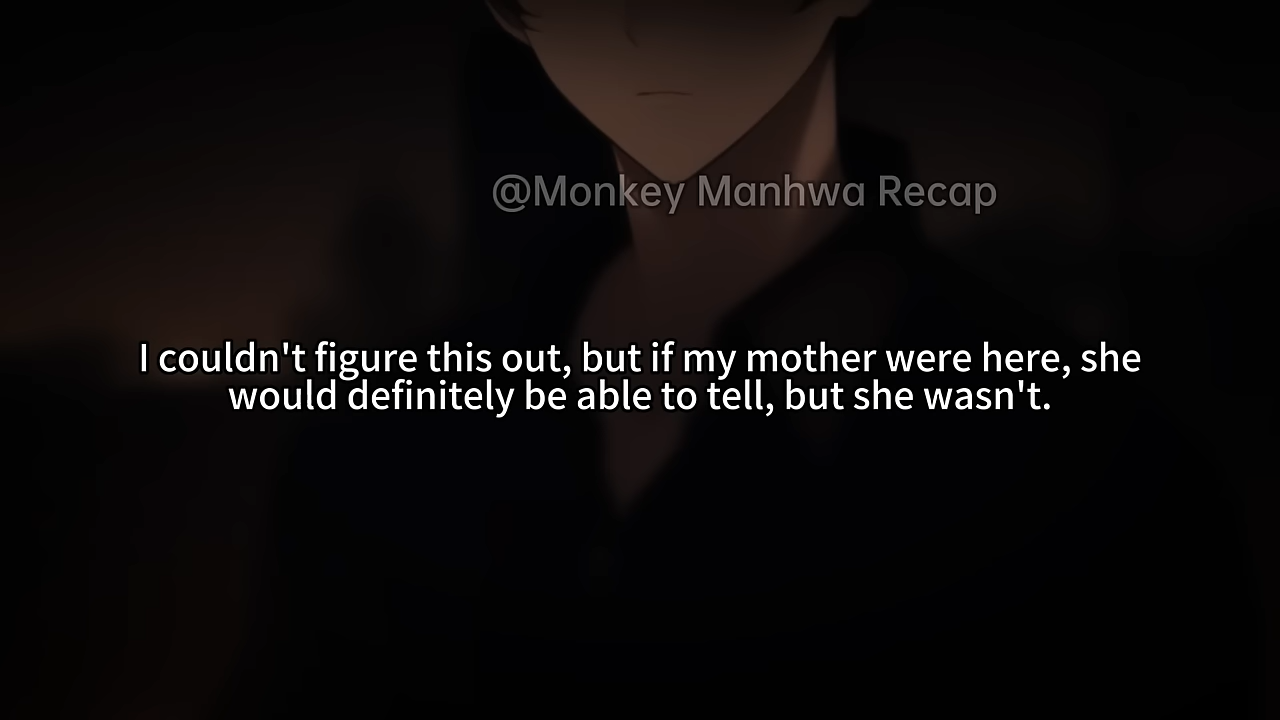 @Monkey Manhwa Recap
I couldn't figure this out, but if my mother were here, she
would definitely be able to tell, but she wasn't.